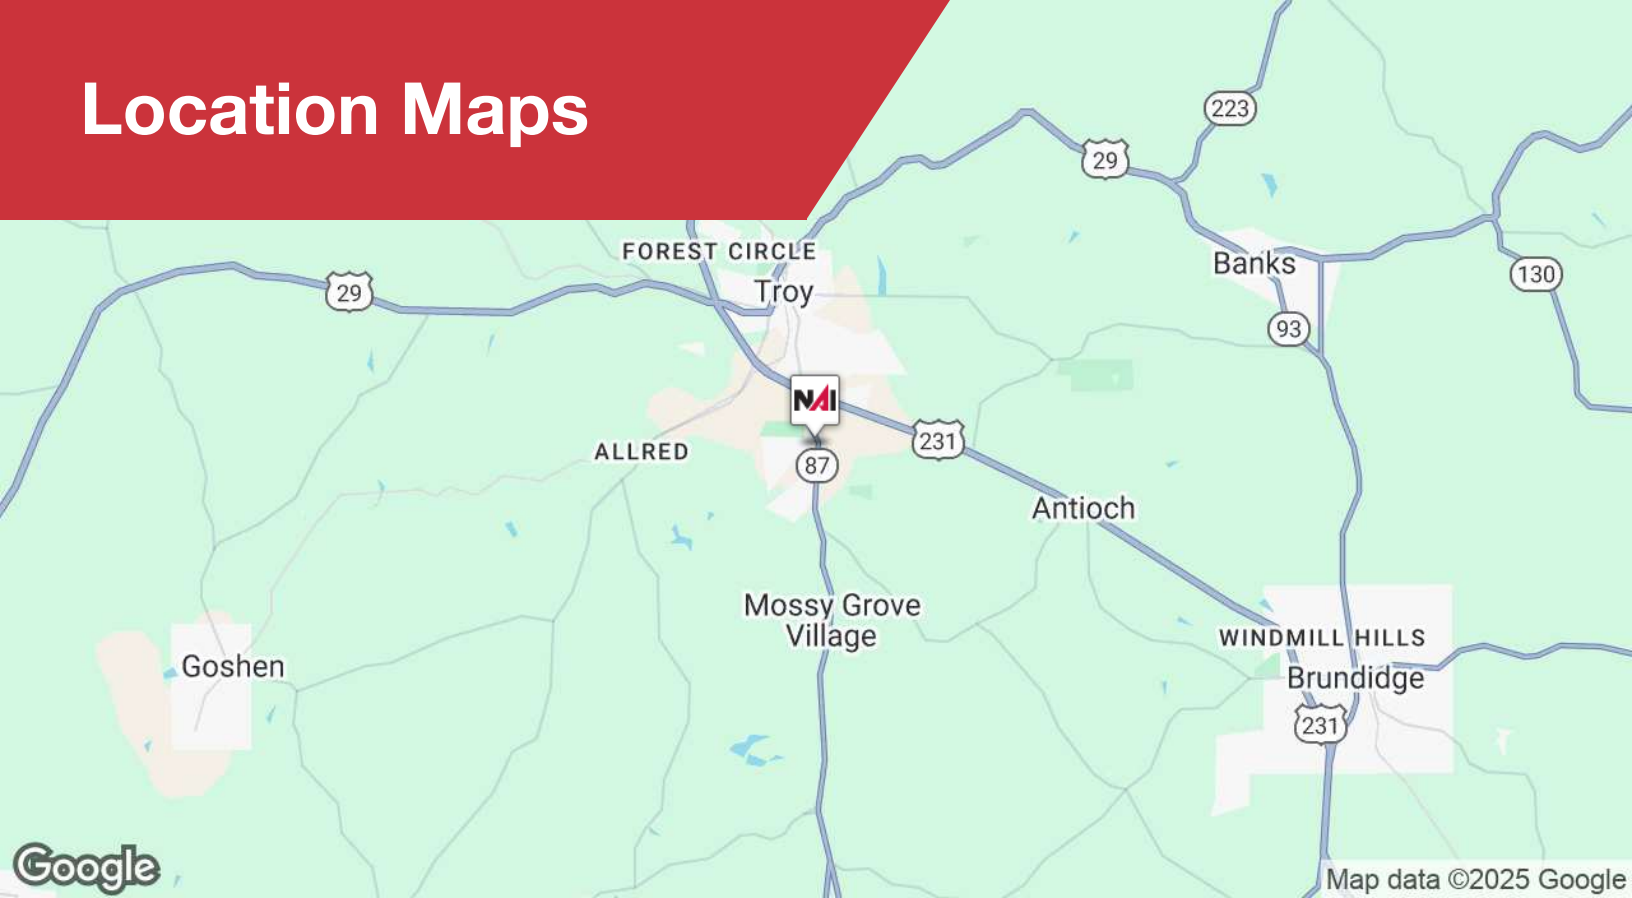 Location Maps
223
29
FOREST CIRCLE
Banks
130
29
Troy
93
NAI
231
ALLRED
87
Antioch
Mossy Grove
Village
WINDMILL HILLS
Goshen
Brundidge
231
Google
Map data ©2025 Google